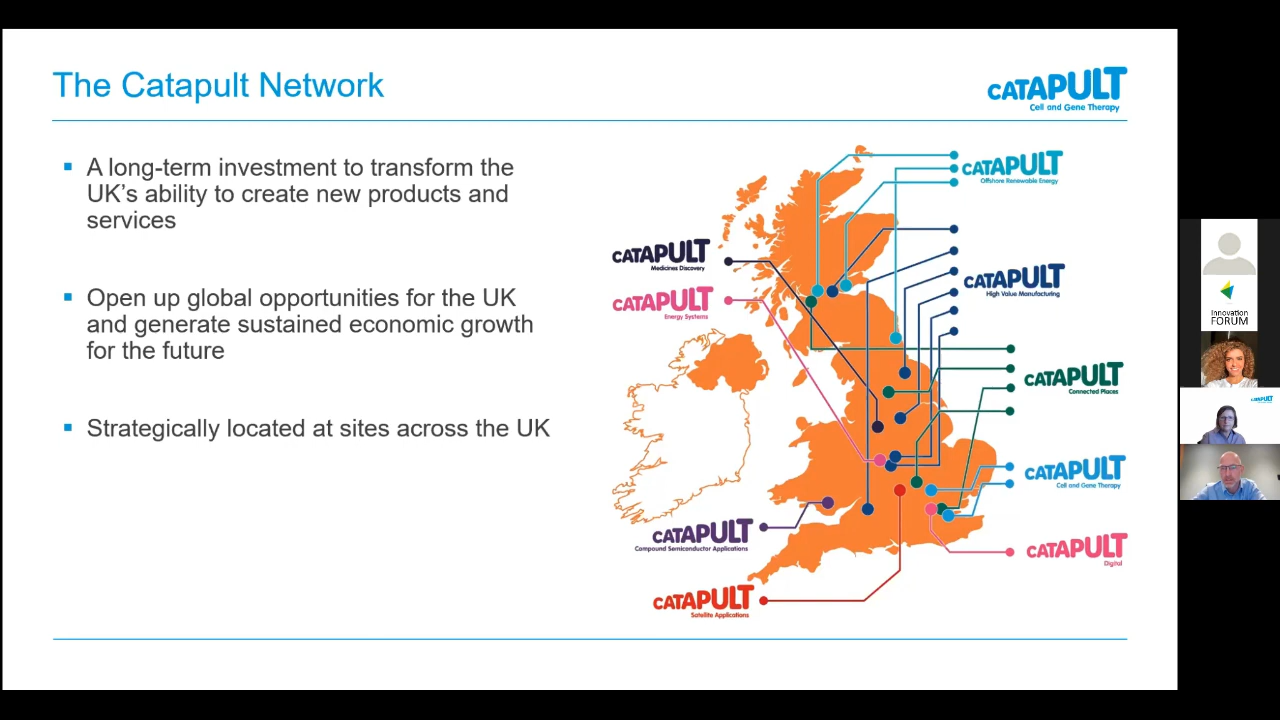 The Catapult Network
CATAPULT
Cell and Gene Therapy
A long-term investment to transform the
UK's ability to create new products and
services
Open up global opportunities for the UK
and generate sustained economic growth
for the future
Strategically located at sites across the UK
CATAPULT
Offshore Renewable Energy
CATAPULT
Medicines Discovery
CATAPULT
High Value Manufacturing
CATAPULT
Energy Systems
CATAPULT
Connected Places
CATAPULT
Cell and Gene Therapy
CATAPULT
Compound Semiconductor Applications
CATAPULT
Digital
CATAPULT
Satellite Applications
Innovation
FORUM
CATAPULT